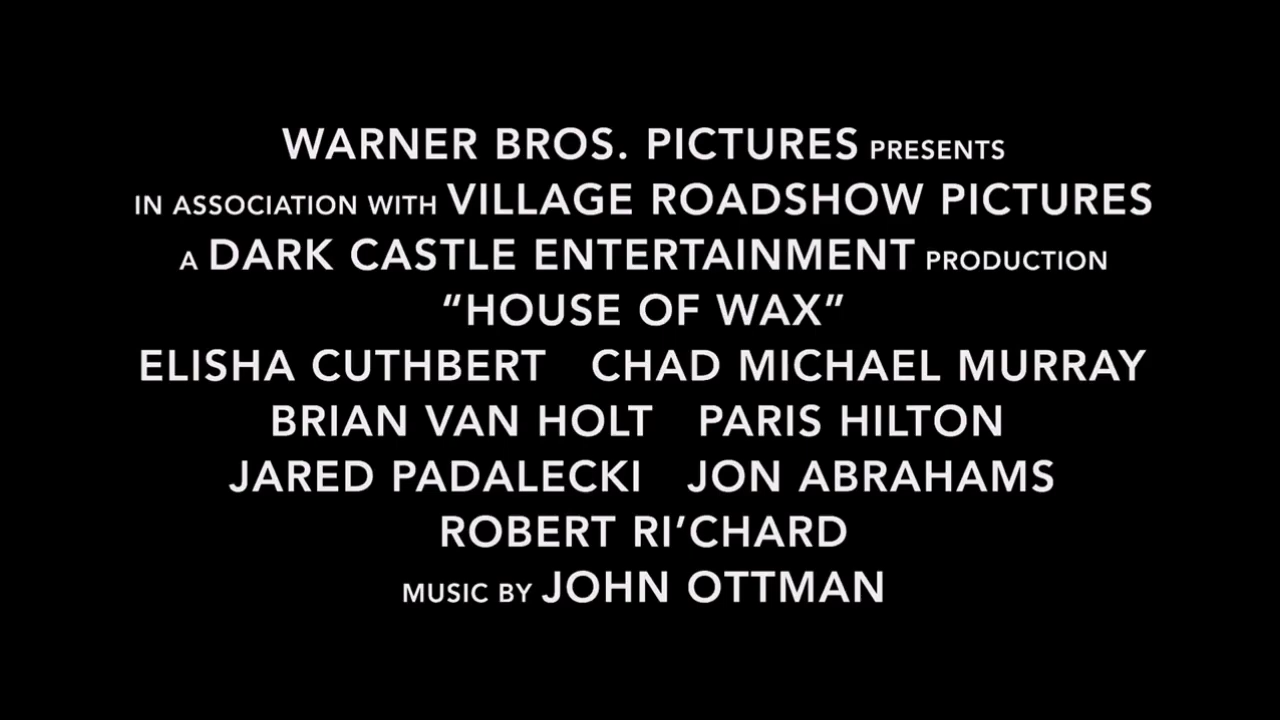 WARNER BROS. PICTURES PRESENTS
IN ASSOCIATION WITH VILLAGE ROADSHOW PICTURES
A DARK CASTLE ENTERTAINMENT PRODUCTION
“HOUSE OF WAX”
ELISHA CUTHBERT CHAD MICHAEL MURRAY
BRIAN VAN HOLT PARIS HILTON
JARED PADALECKI JON ABRAHAMS
ROBERT RI’CHARD
MUSIC BY JOHN OTTMAN